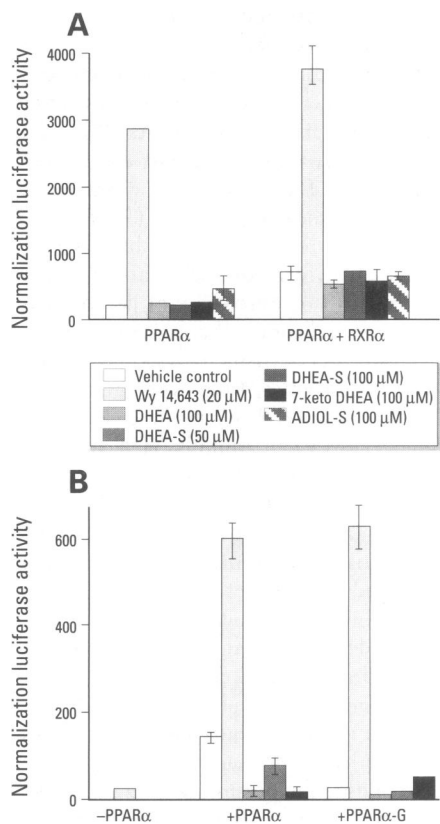 A
Normalization luciferase activity
4000
3000
2000
1000
0
PPARα
PPARα + RXRα
Vehicle control
Wy 14,643 (20 µM)
DHEA (100 µM)
DHEA-S (50 µM)
DHEA-S (100 µM)
7-keto DHEA (100 µM)
ADIOL-S (100 µM)
B
Normalization luciferase activity
600
400
200
0
–PPARα
+PPARα
+PPARα-G